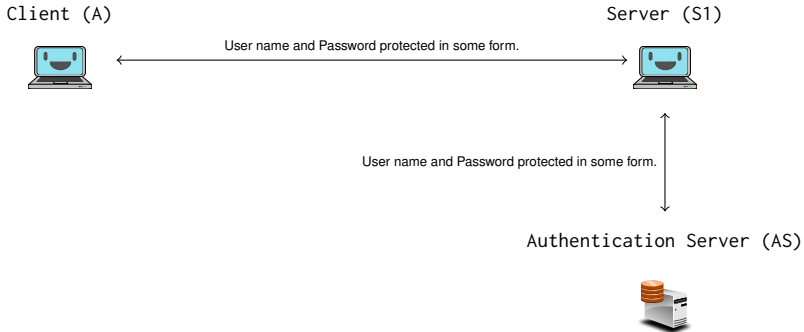 Client (A)
Server (S1)
User name and Password protected in some form.
User name and Password protected in some form.
Authentication Server (AS)